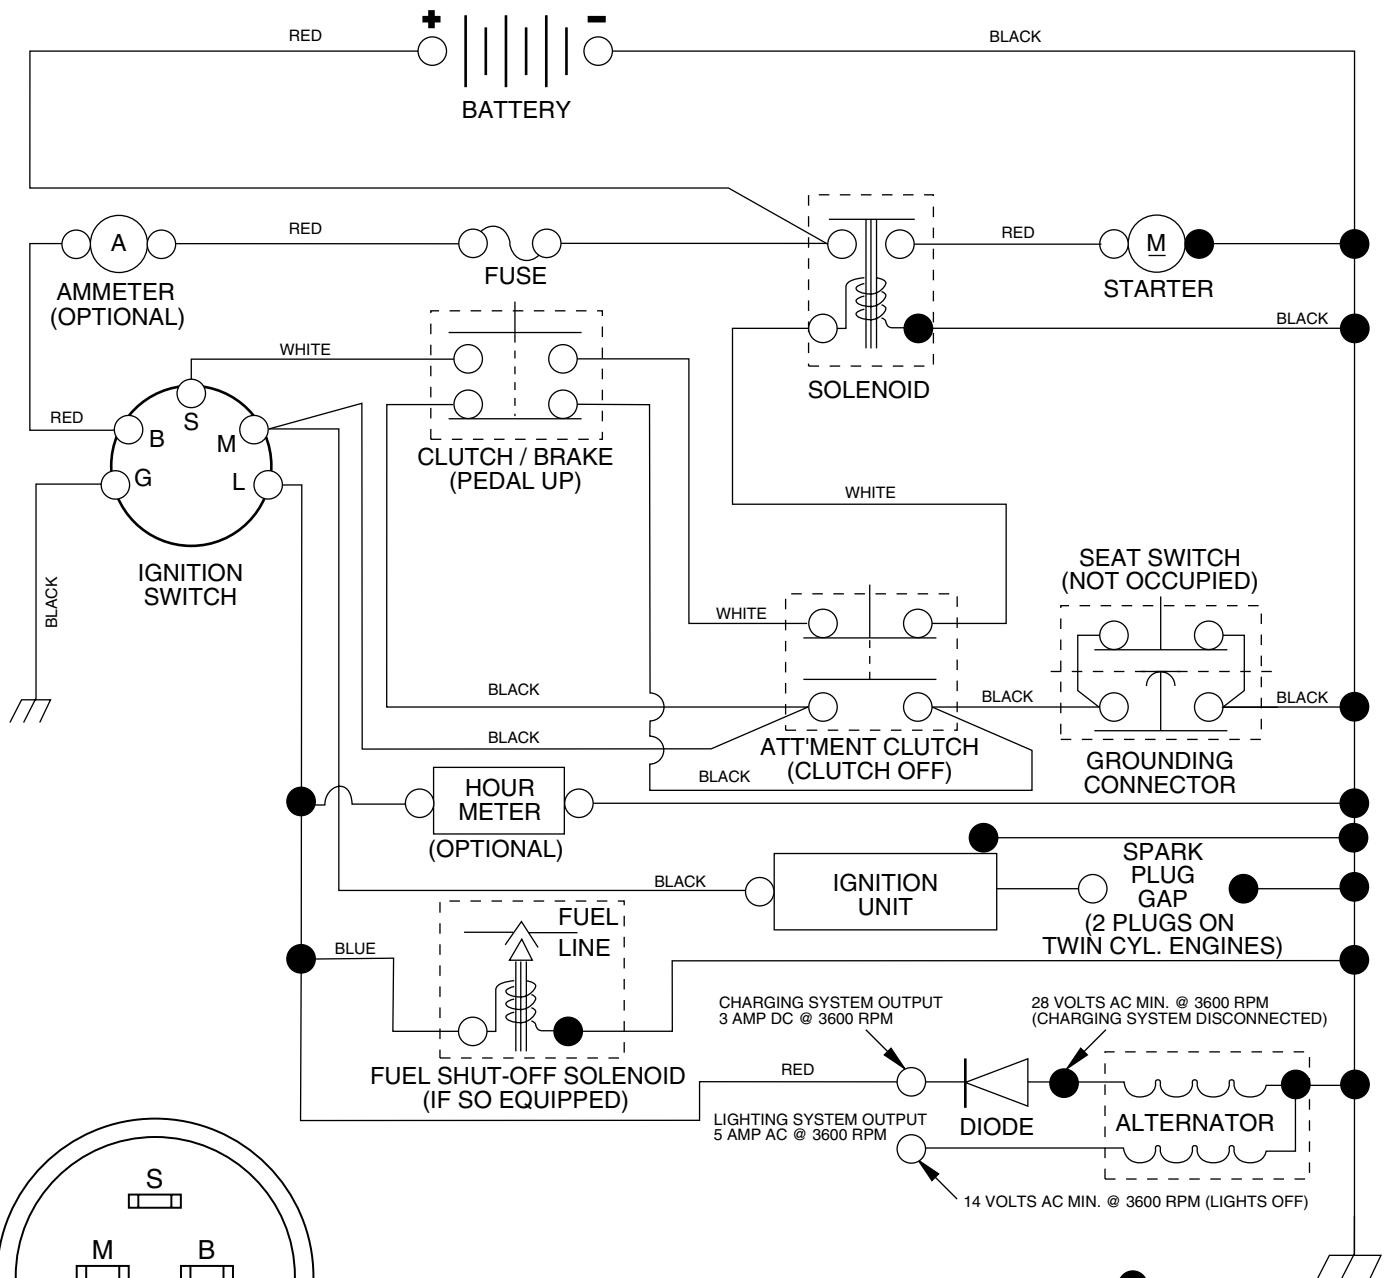 RED
+
-
BLACK
BATTERY
A
RED
AMMETER
(OPTIONAL)
FUSE
RED
M
STARTER
BLACK
SOLENOID
WHITE
RED
S
B
M
G
L
CLUTCH / BRAKE
(PEDAL UP)
WHITE
IGNITION
SWITCH
BLACK
SEAT SWITCH
(NOT OCCUPIED)
WHITE
BLACK
BLACK
BLACK
BLACK
BLACK
ATT'MENT CLUTCH
(CLUTCH OFF)
GROUNDING
CONNECTOR
HOUR
METER
(OPTIONAL)
BLACK
IGNITION
UNIT
SPARK
PLUG
GAP
(2 PLUGS ON
TWIN CYL. ENGINES)
FUEL
LINE
BLUE
FUEL SHUT-OFF SOLENOID
(IF SO EQUIPPED)
CHARGING SYSTEM OUTPUT
3 AMP DC @ 3600 RPM
28 VOLTS AC MIN. @ 3600 RPM
(CHARGING SYSTEM DISCONNECTED)
RED
DIODE
ALTERNATOR
LIGHTING SYSTEM OUTPUT
5 AMP AC @ 3600 RPM
14 VOLTS AC MIN. @ 3600 RPM (LIGHTS OFF)
S
M
B